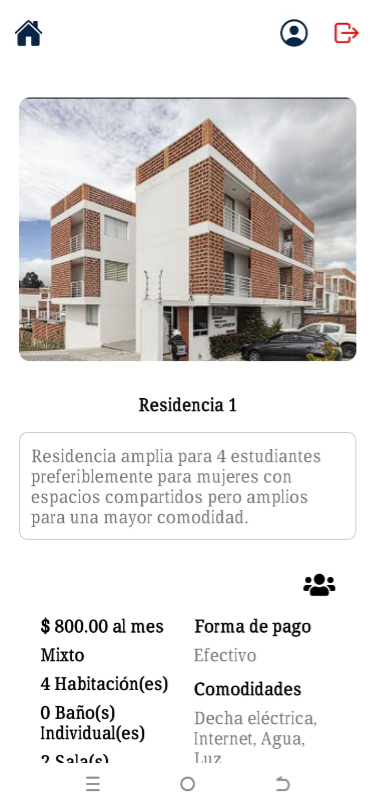 Residencia 1
Residencia amplia para 4 estudiantes
preferiblemente para mujeres con
espacios compartidos pero amplios
para una mayor comodidad.
$ 800.00 al mes
Mixto
4 Habitación(es)
0 Baño(s)
Individual(es)
2 Sala(s)
Forma de pago
Efectivo
Comodidades
Decha eléctrica,
Internet, Agua,
Luz